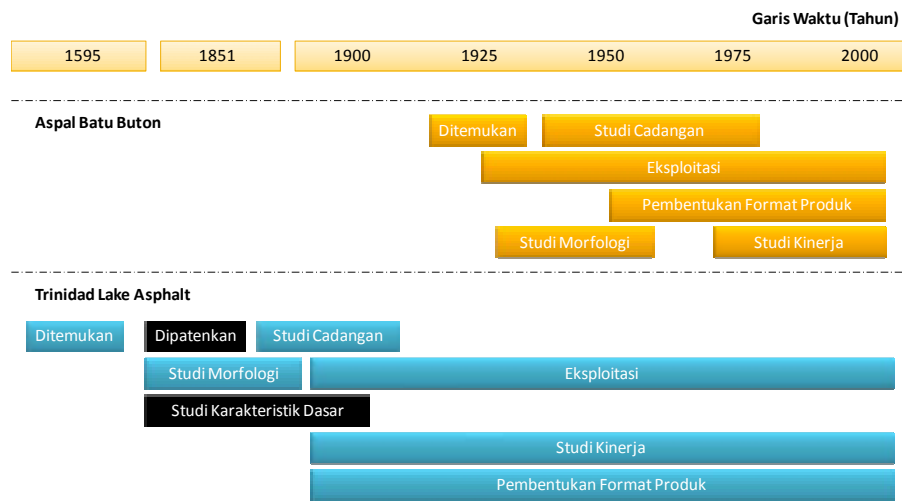 Garis Waktu (Tahun)
1595 1851 1900 1925 1950 1975 2000
Aspal Batu Buton
Ditemukan Studi Cadangan
Eksploitasi
Pembentukan Format Produk
Studi Morfologi Studi Kinerja
Trinidad Lake Asphalt
Ditemukan Dipatenkan Studi Cadangan
Studi Morfologi Eksploitasi
Studi Karakteristik Dasar
Studi Kinerja
Pembentukan Format Produk